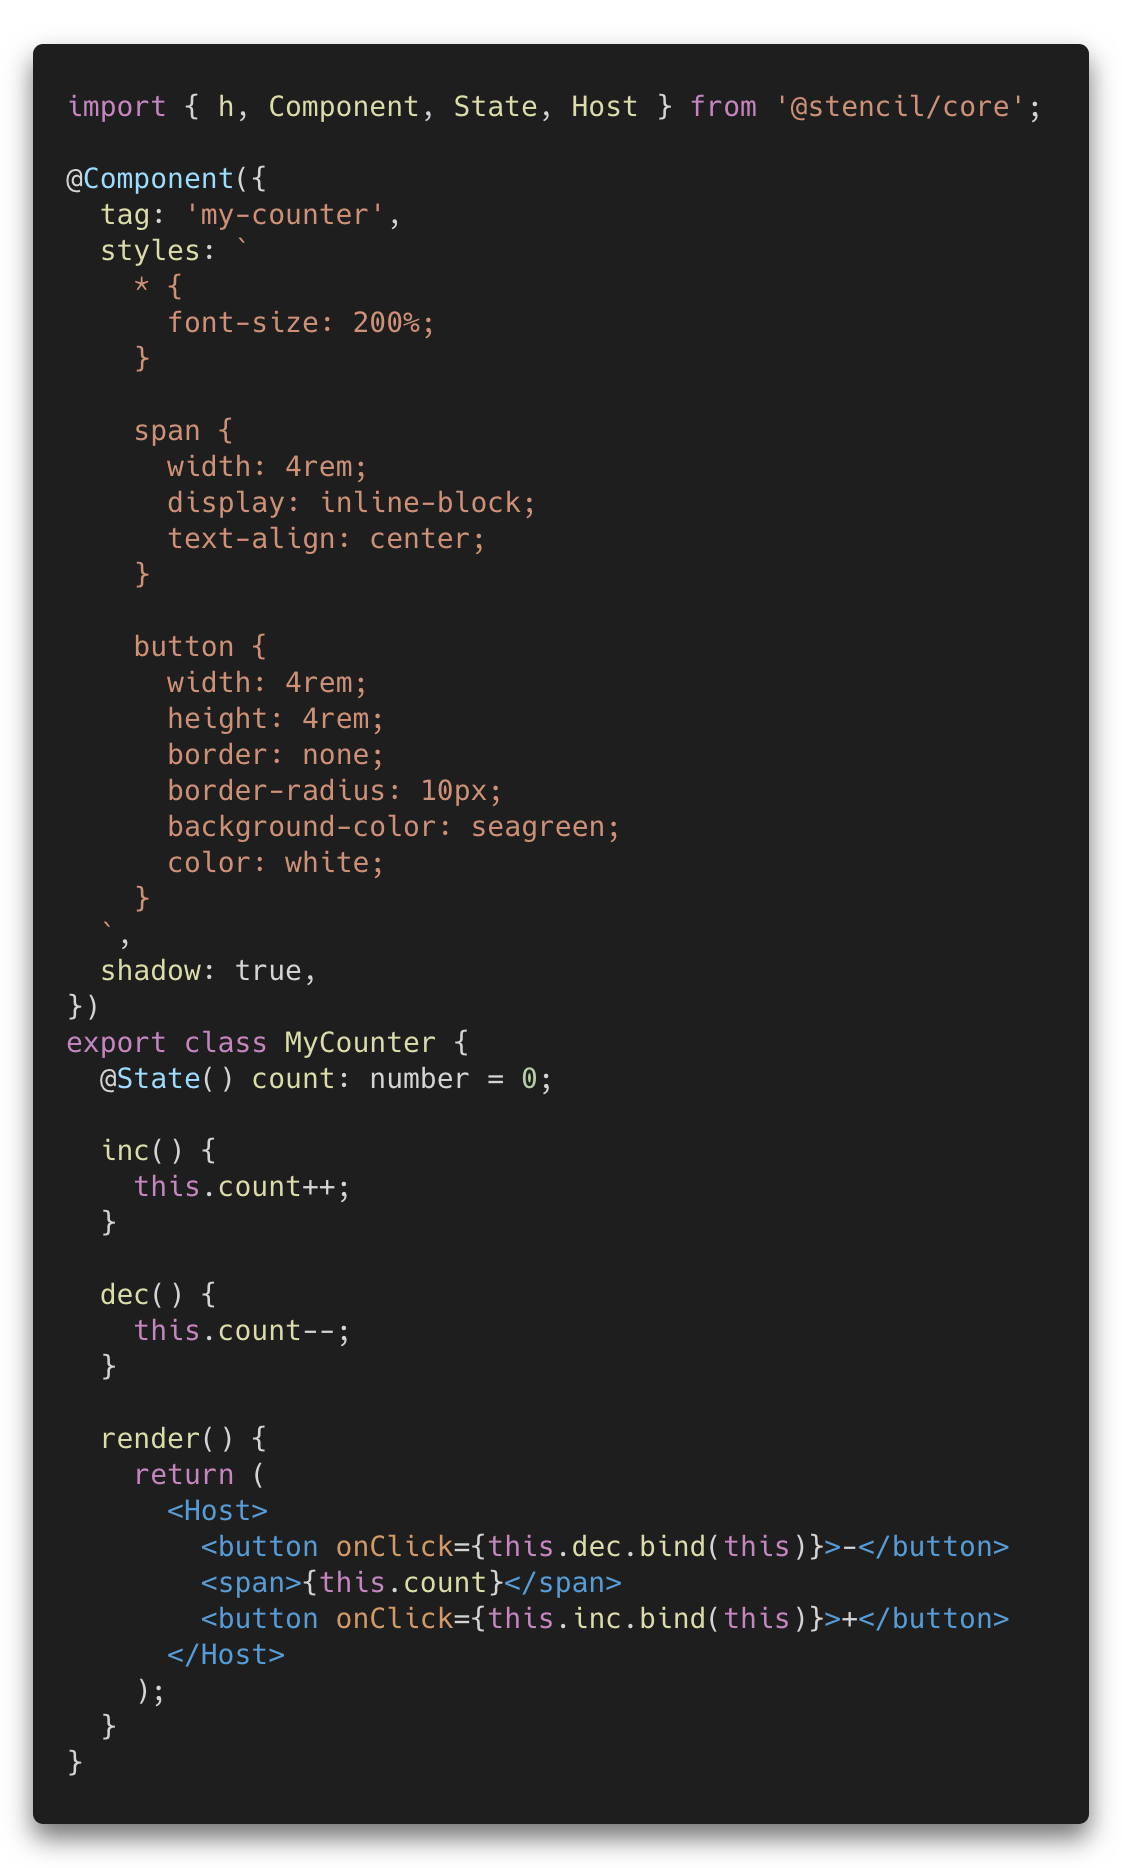 import { h, Component, State, Host } from '@stencil/core';

@Component({
  tag: 'my-counter',
  styles: `
    * {
      font-size: 200%;
    }

    span {
      width: 4rem;
      display: inline-block;
      text-align: center;
    }

    button {
      width: 4rem;
      height: 4rem;
      border: none;
      border-radius: 10px;
      background-color: seagreen;
      color: white;
    }
  `,
  shadow: true,
})
export class MyCounter {
  @State() count: number = 0;

  inc() {
    this.count++;
  }

  dec() {
    this.count--;
  }

  render() {
    return (
      <Host>
        <button onClick={this.dec.bind(this)}>-</button>
        <span>{this.count}</span>
        <button onClick={this.inc.bind(this)}>+</button>
      </Host>
    );
  }
}